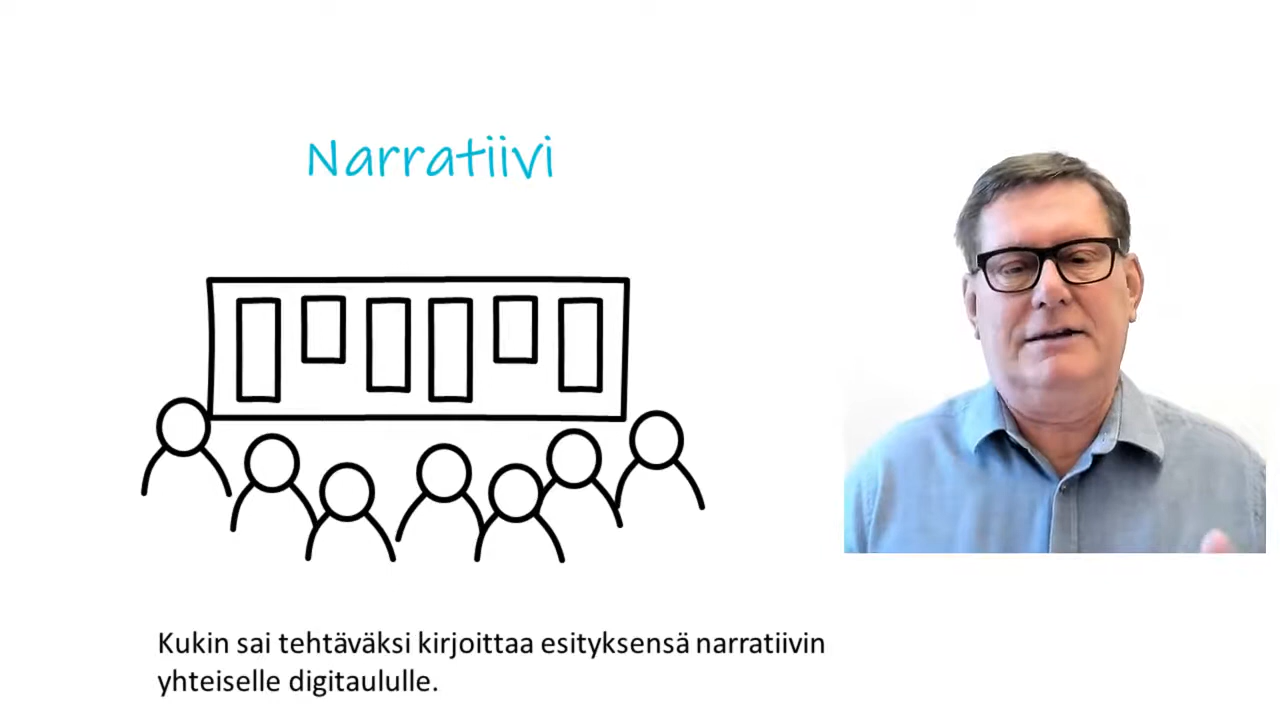 Narratiivi
Kukin sai tehtäväksi kirjoittaa esityksensä narratiivin
yhteiselle digitaululle.